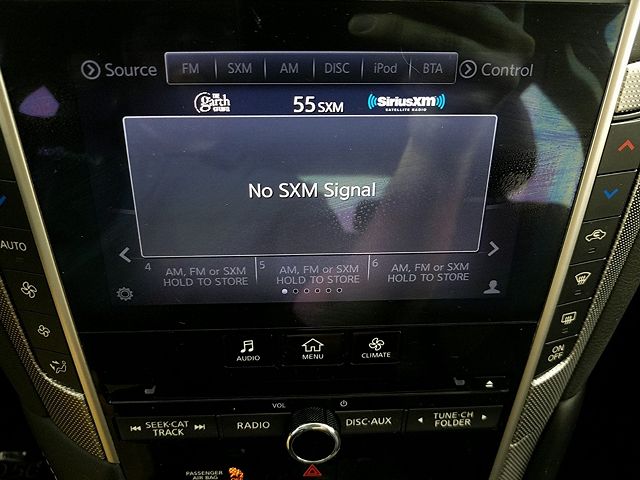 Source FM SXM AM DISC iPod BTA Control
THE garth CHANNEL 55 SXM ((SiriusXM))
SATELLITE RADIO
No SXM Signal
4 AM, FM or SXM HOLD TO STORE
5 AM, FM or SXM HOLD TO STORE
6 AM, FM or SXM HOLD TO STORE
AUTO
AUDIO MENU CLIMATE
ON
OFF
VOL
SEEK·CAT
TRACK
RADIO
DISC·AUX
TUNE·CH
FOLDER
PASSENGER
AIR BAG